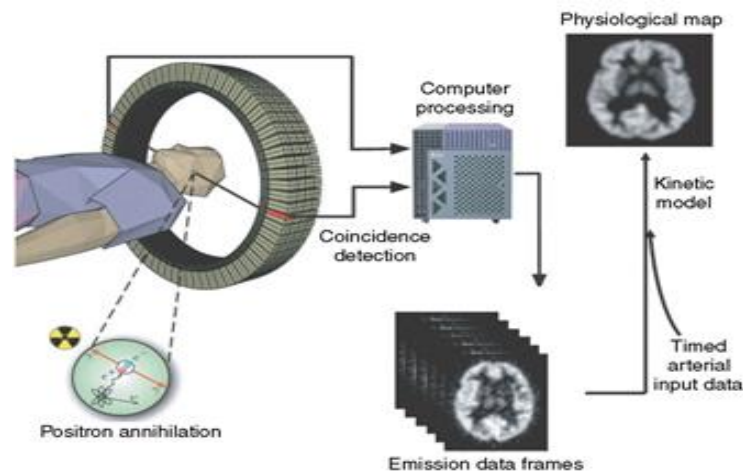 Physiological map
Computer
processing
Kinetic
model
Coincidence
detection
Timed
arterial
input data
Positron annihilation
Emission data frames